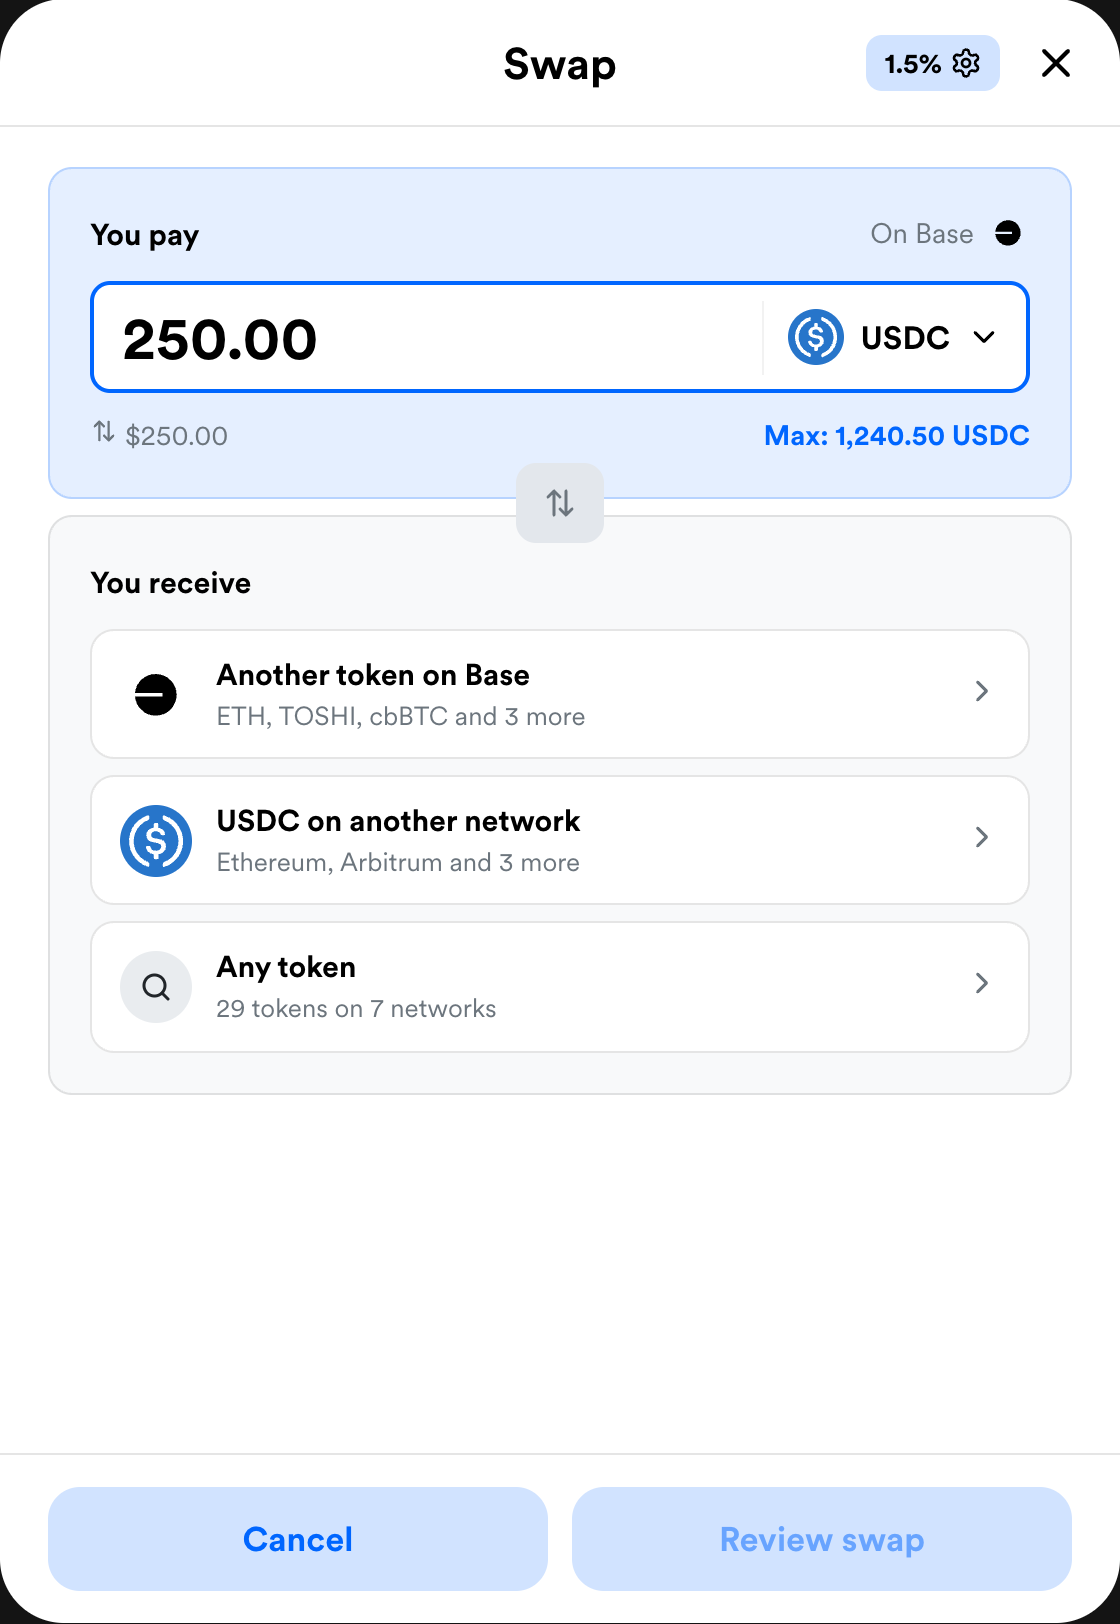 Swap
1.5%
You pay
On Base
250.00
USDC
$250.00
Max: 1,240.50 USDC
You receive
Another token on Base
ETH, TOSHI, cbBTC and 3 more
USDC on another network
Ethereum, Arbitrum and 3 more
Any token
29 tokens on 7 networks
Cancel
Review swap